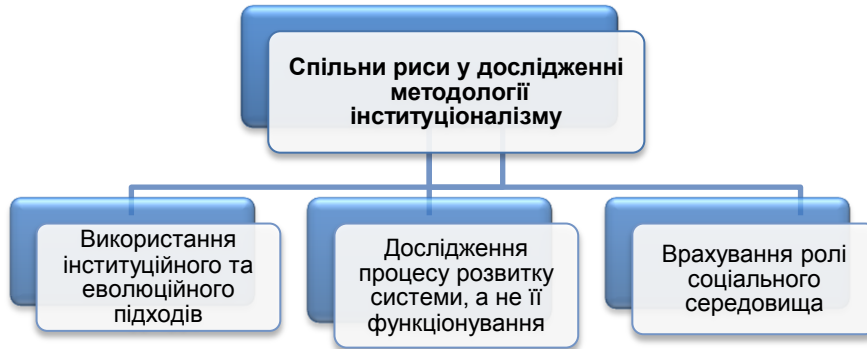 Спільни риси у дослідженні
методології
інституціоналізму
Використання
інституційного та
еволюційного
підходів
Дослідження
процесу розвитку
системи, а не її
функціонування
Врахування ролі
соціального
середовища